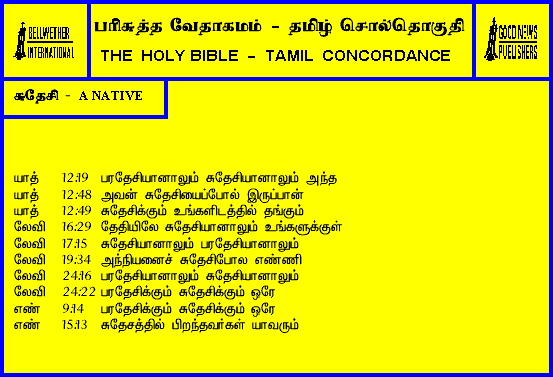 BELLWETHER
INTERNATIONAL
பரிசுத்த வேதாகமம் - தமிழ் சொல்தொகுதி
THE HOLY BIBLE - TAMIL CONCORDANCE
GOOD NEWS
PUBLISHERS
சுதேசி - A NATIVE
யாத் 12:19 பரதேசியானாலும் சுதேசியானாலும் அந்த
யாத் 12:48 அவன் சுதேசியைப்போல் இருப்பான்
யாத் 12:49 சுதேசிக்கும் உங்களிடத்தில் தங்கும்
லேவி 16:29 தேதியிலே சுதேசியானாலும் உங்களுக்குள்
லேவி 17:15 சுதேசியானாலும் பரதேசியானாலும்
லேவி 19:34 அந்நியனைச் சுதேசிபோல எண்ணி
லேவி 24:16 பரதேசியானாலும் சுதேசியானாலும்
லேவி 24:22 பரதேசிக்கும் சுதேசிக்கும் ஒரே
எண் 9:14 பரதேசிக்கும் சுதேசிக்கும் ஒரே
எண் 15:13 சுதேசத்தில் பிறந்தவர்கள் யாவரும்